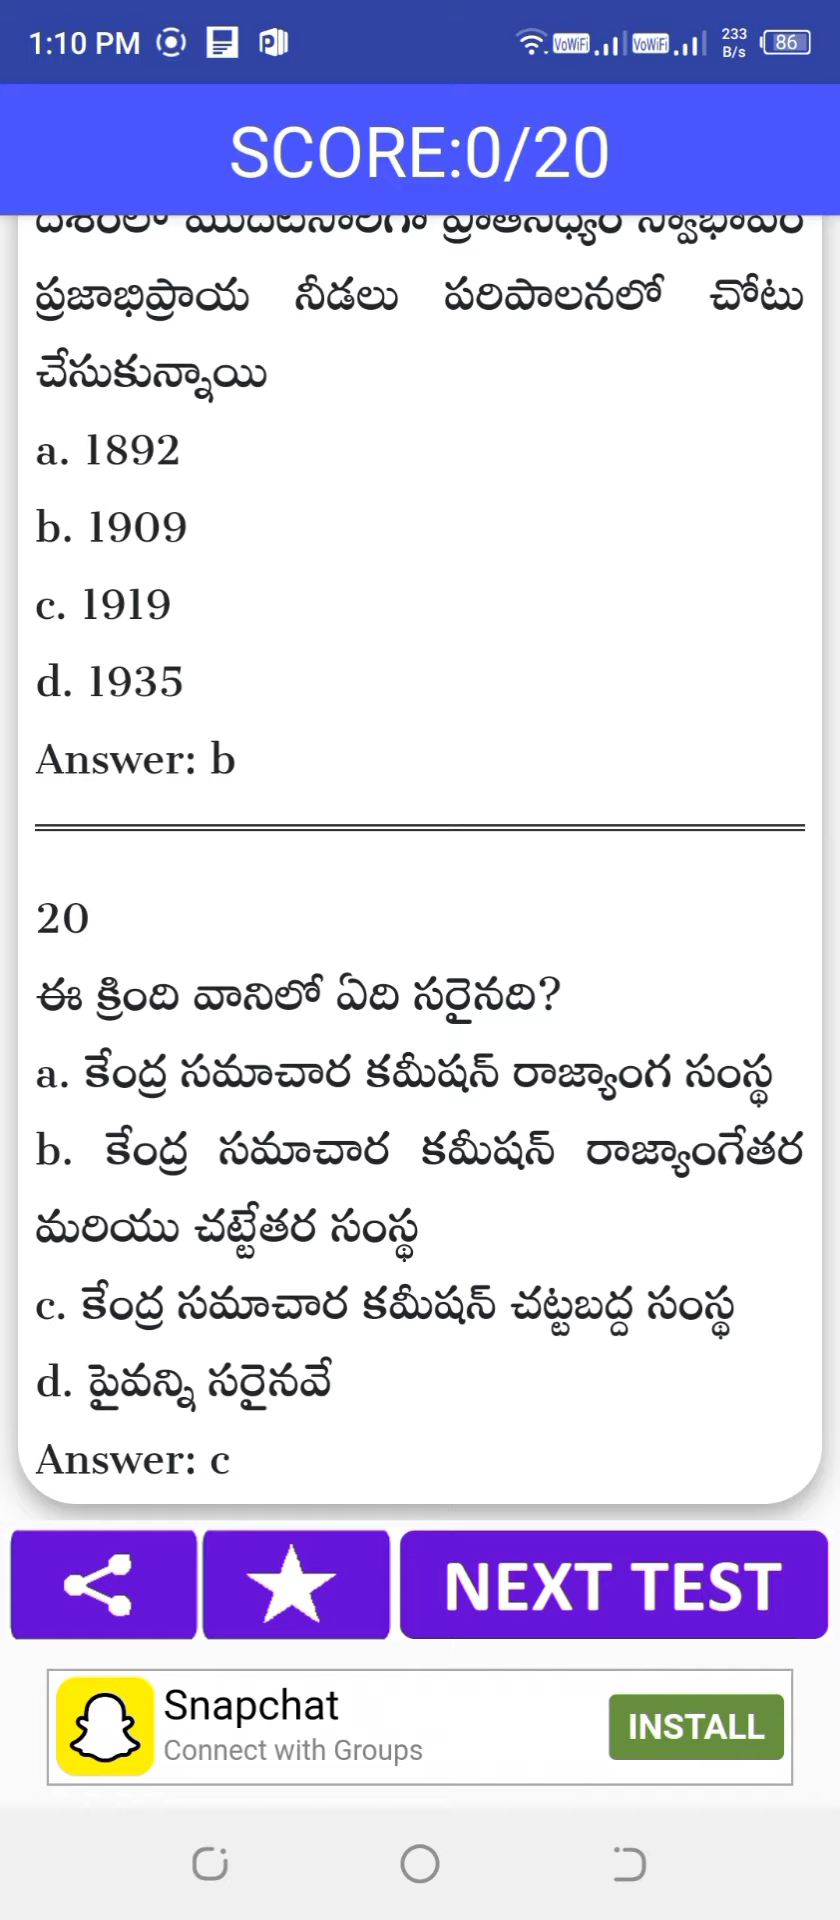 1:10 PM
VoWiFi VoWiFi 233 B/s 86
SCORE:0/20
ప్రజాభిప్రాయ నీడలు పరిపాలనలో చోటు
చేసుకున్నాయి
a. 1892
b. 1909
c. 1919
d. 1935
Answer: b
20
ఈ క్రింది వానిలో ఏది సరైనది?
a. కేంద్ర సమాచార కమీషన్ రాజ్యాంగ సంస్థ
b. కేంద్ర సమాచార కమీషన్ రాజ్యాంగేతర
మరియు చట్టేతర సంస్థ
c. కేంద్ర సమాచార కమీషన్ చట్టబద్ద సంస్థ
d. పైవన్ని సరైనవే
Answer: c
NEXT TEST
Snapchat
Connect with Groups
INSTALL